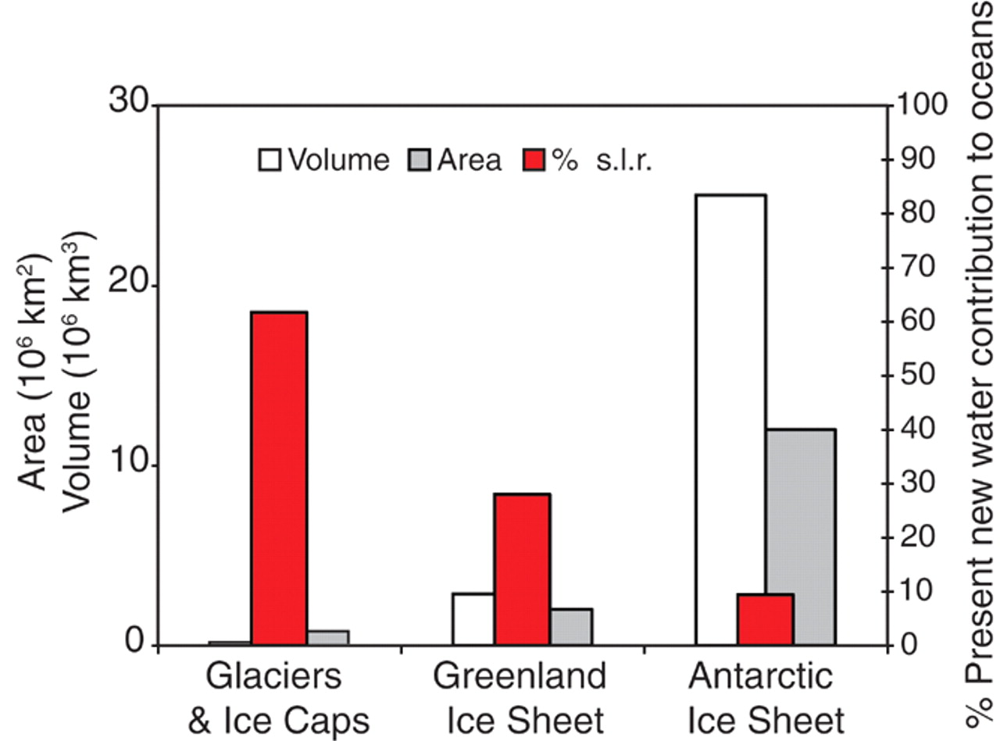 30
20
10
0
Area (10⁶ km²)
Volume (10⁶ km³)
Volume Area % s.l.r.
100
90
80
70
60
50
40
30
20
10
0
% Present new water contribution to oceans
Glaciers
& Ice Caps
Greenland
Ice Sheet
Antarctic
Ice Sheet